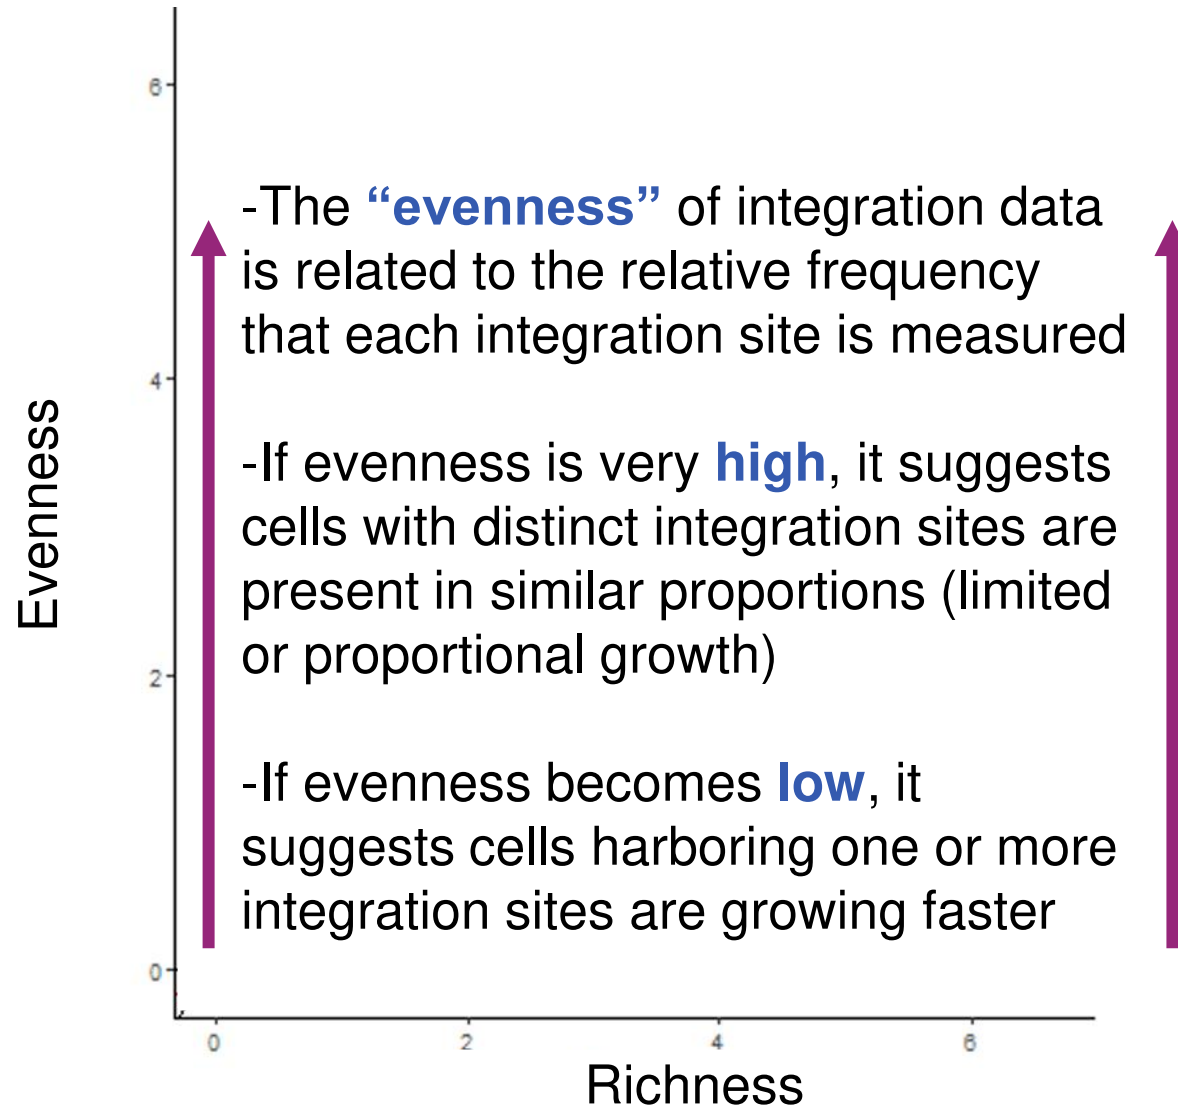 6
-The “evenness” of integration data
is related to the relative frequency
that each integration site is measured
4
Evenness
-If evenness is very high, it suggests
cells with distinct integration sites are
present in similar proportions (limited
or proportional growth)
2
-If evenness becomes low, it
suggests cells harboring one or more
integration sites are growing faster
0
0 2 4 6
Richness